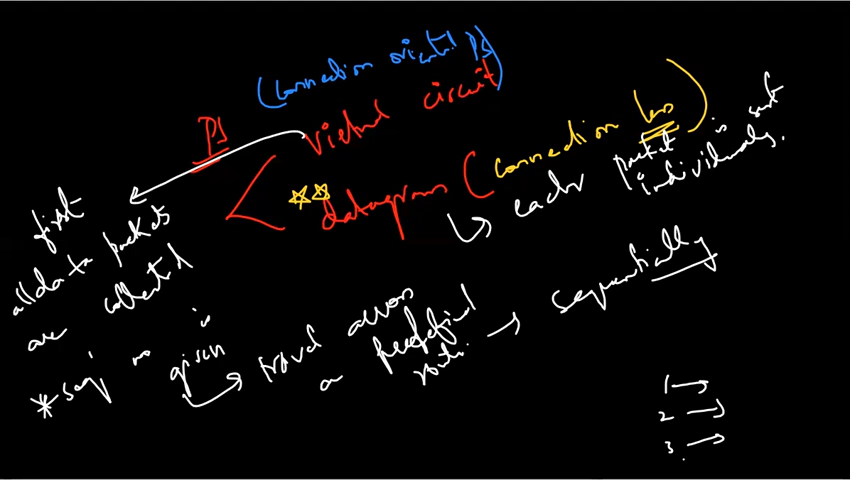 (connection oriented PS)
PS
virtual circuit
datagram (connection less)
each packet is sent
individually.
first
all data packets
are collected
*seq no is
given
travel across
a predefined
route.
sequentially
1
2
3